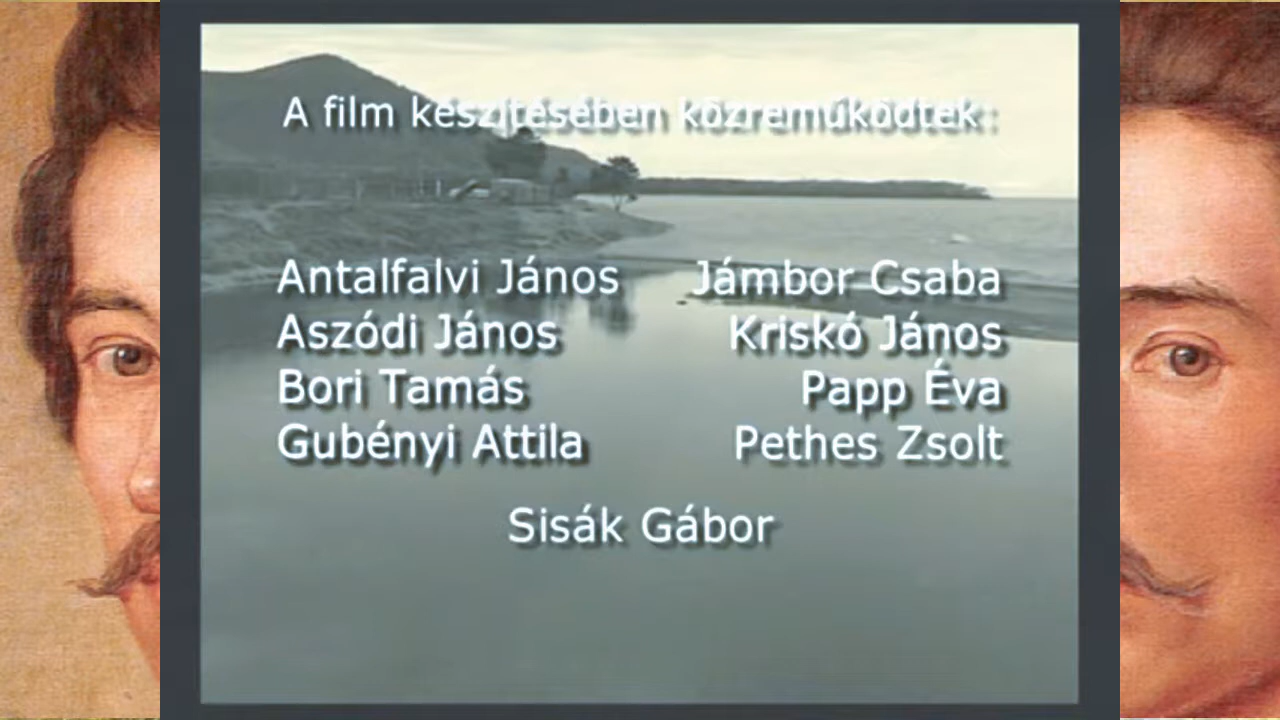 A film készítésében közreműködtek:
Antalfalvi János
Jámbor Csaba
Aszódi János
Kriskó János
Bori Tamás
Papp Éva
Gubényi Attila
Pethes Zsolt
Sisák Gábor